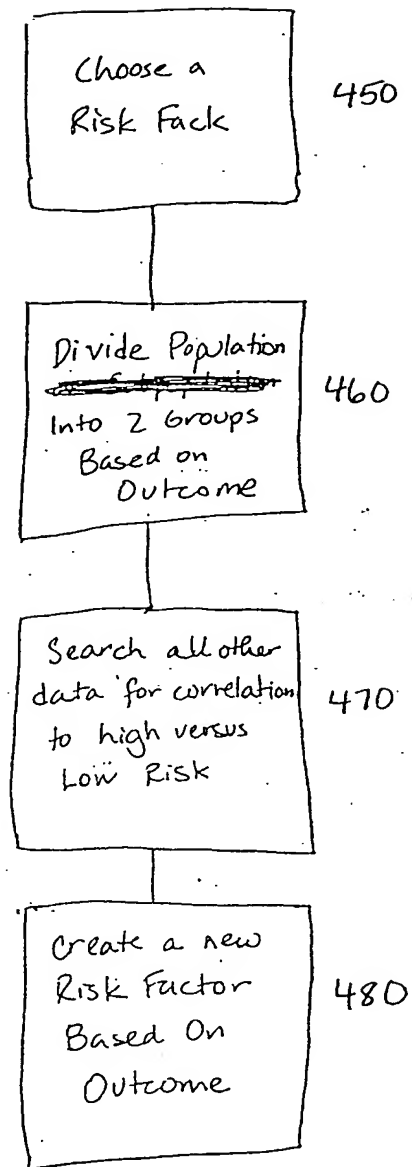 Choose a
Risk Fack
450
Divide Population
Into 2 Groups
Based on
Outcome
460
Search all other
data for correlation
to high versus
Low Risk
470
Create a new
Risk Factor
Based On
Outcome
480